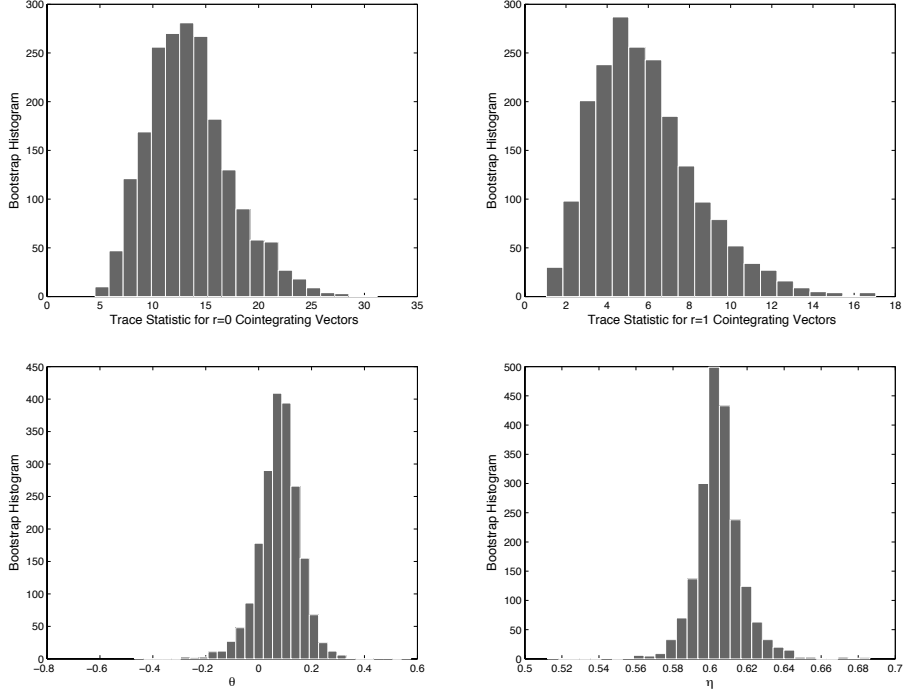 Bootstrap Histogram
300
250
200
150
100
50
0
0 5 10 15 20 25 30 35
Trace Statistic for r=0 Cointegrating Vectors
Bootstrap Histogram
300
250
200
150
100
50
0
0 2 4 6 8 10 12 14 16 18
Trace Statistic for r=1 Cointegrating Vectors
Bootstrap Histogram
450
400
350
300
250
200
150
100
50
0
−0.8 −0.6 −0.4 −0.2 0 0.2 0.4 0.6
θ
Bootstrap Histogram
500
450
400
350
300
250
200
150
100
50
0
0.5 0.52 0.54 0.56 0.58 0.6 0.62 0.64 0.66 0.68 0.7
η